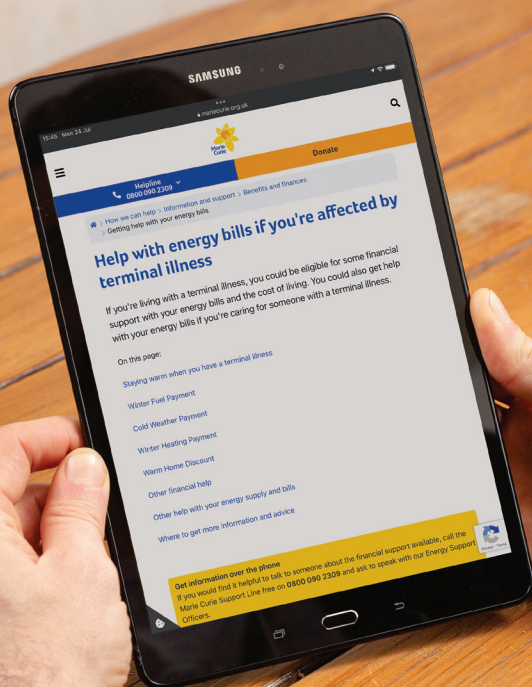 SAMSUNG
15:45 Mon 24 Jul
mariecurie.org.uk
Marie
Curie
Helpline
0800 090 2309
Donate
> How we can help > Information and support > Benefits and finances
> Getting help with your energy bills
Help with energy bills if you're affected by
terminal illness
If you're living with a terminal illness, you could be eligible for some financial
support with your energy bills and the cost of living. You could also get help
with your energy bills if you're caring for someone with a terminal illness.
On this page:
Staying warm when you have a terminal illness
Winter Fuel Payment
Cold Weather Payment
Winter Heating Payment
Warm Home Discount
Other financial help
Other help with your energy supply and bills
Where to get more information and advice
Get information over the phone
If you would find it helpful to talk to someone about the financial support available, call the
Marie Curie Support Line free on 0800 090 2309 and ask to speak with our Energy Support
Officers.
Privacy - Terms